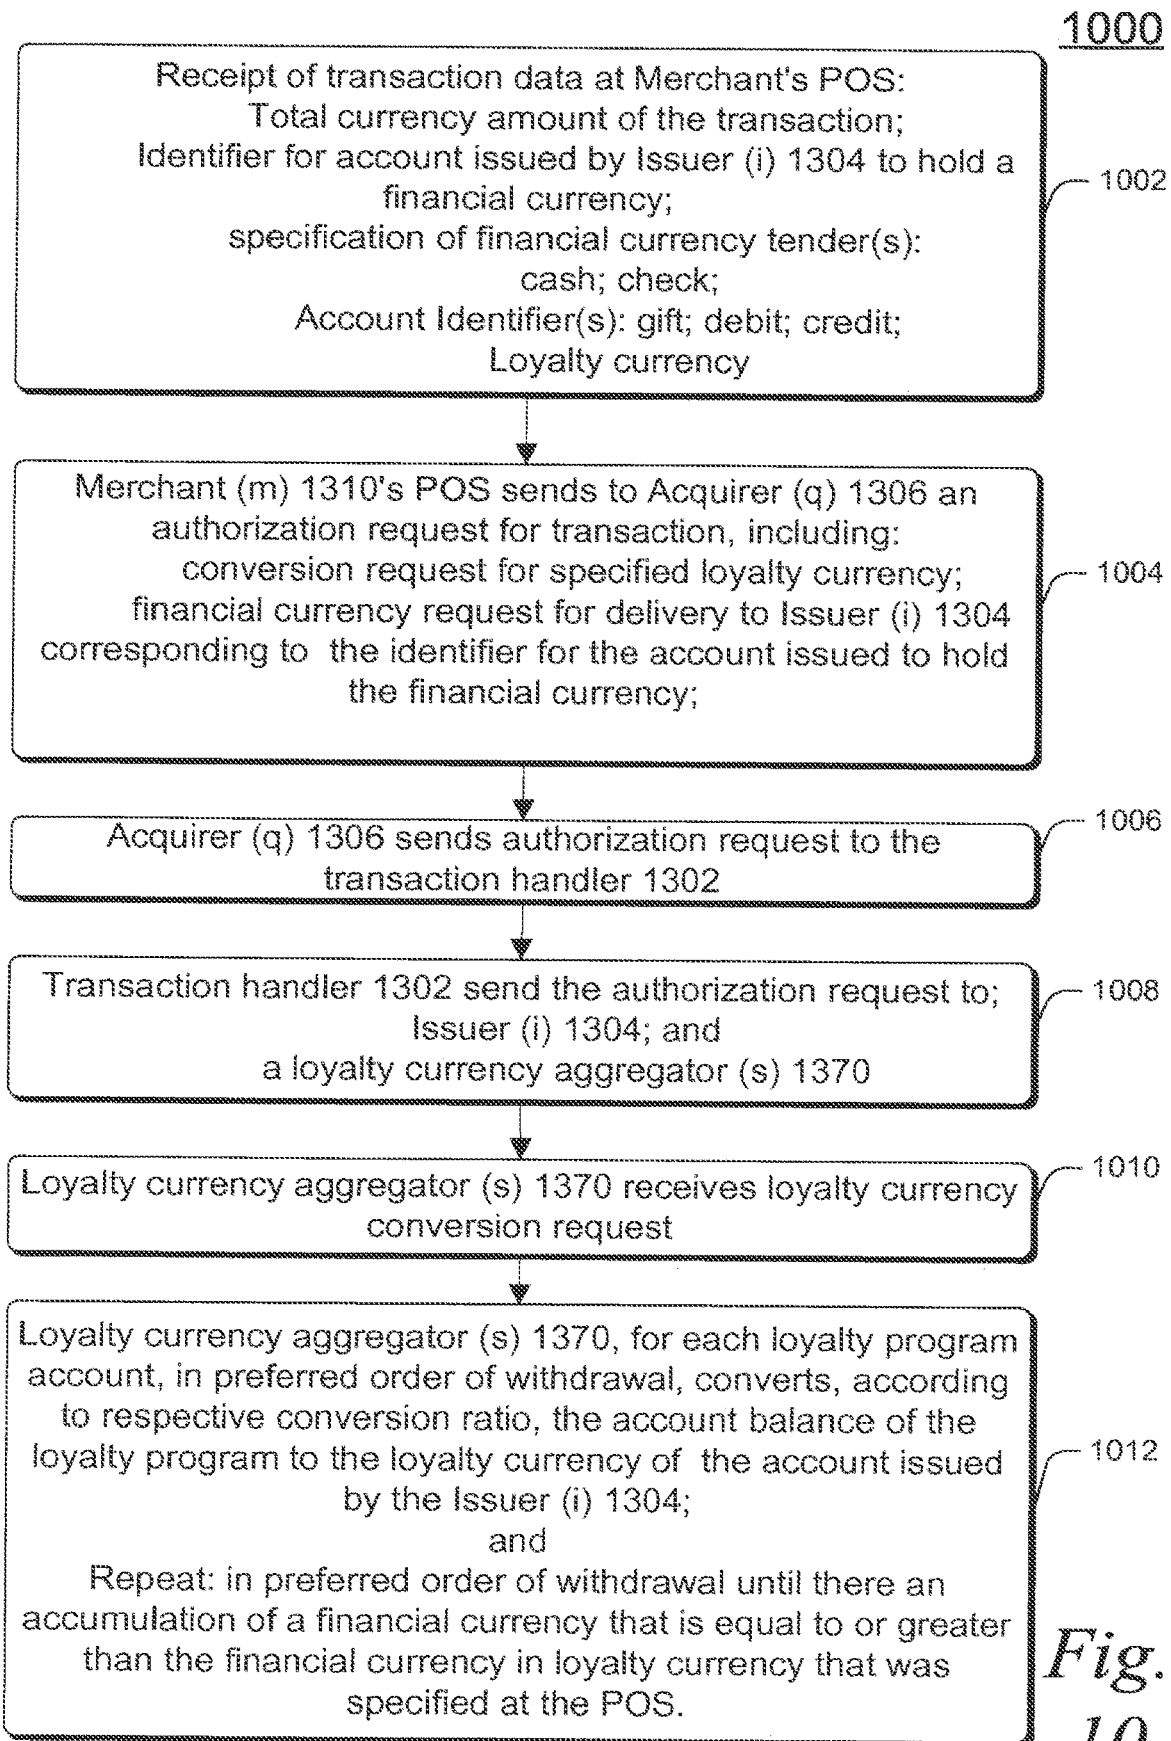 1000
Receipt of transaction data at Merchant's POS:
Total currency amount of the transaction;
Identifier for account issued by Issuer (i) 1304 to hold a
financial currency;
specification of financial currency tender(s):
cash; check;
Account Identifier(s): gift; debit; credit;
Loyalty currency
1002
Merchant (m) 1310's POS sends to Acquirer (q) 1306 an
authorization request for transaction, including:
conversion request for specified loyalty currency;
financial currency request for delivery to Issuer (i) 1304
corresponding to the identifier for the account issued to hold
the financial currency;
1004
Acquirer (q) 1306 sends authorization request to the
transaction handler 1302
1006
Transaction handler 1302 send the authorization request to;
Issuer (i) 1304; and
a loyalty currency aggregator (s) 1370
1008
Loyalty currency aggregator (s) 1370 receives loyalty currency
conversion request
1010
Loyalty currency aggregator (s) 1370, for each loyalty program
account, in preferred order of withdrawal, converts, according
to respective conversion ratio, the account balance of the
loyalty program to the loyalty currency of the account issued
by the Issuer (i) 1304;
and
Repeat: in preferred order of withdrawal until there an
accumulation of a financial currency that is equal to or greater
than the financial currency in loyalty currency that was
specified at the POS.
1012
Fig.
10